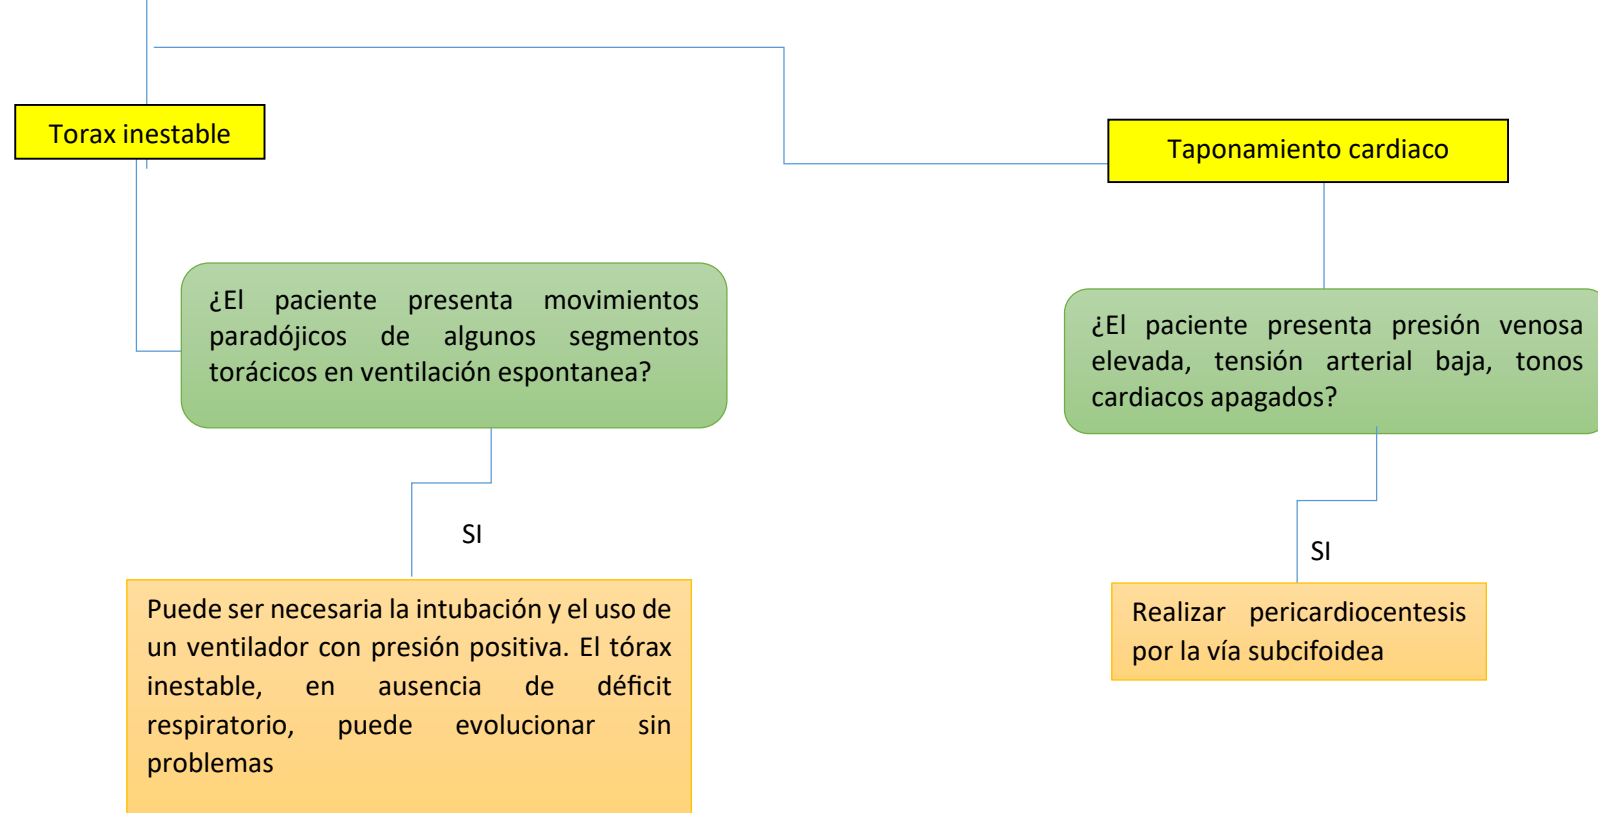 Torax inestable
Taponamiento cardiaco
¿El paciente presenta movimientos
paradójicos de algunos segmentos
torácicos en ventilación espontanea?
¿El paciente presenta presión venosa
elevada, tensión arterial baja, tonos
cardiacos apagados?
SI
SI
Puede ser necesaria la intubación y el uso de
un ventilador con presión positiva. El tórax
inestable, en ausencia de déficit
respiratorio, puede evolucionar sin
problemas
Realizar pericardiocentesis
por la vía subcifoidea